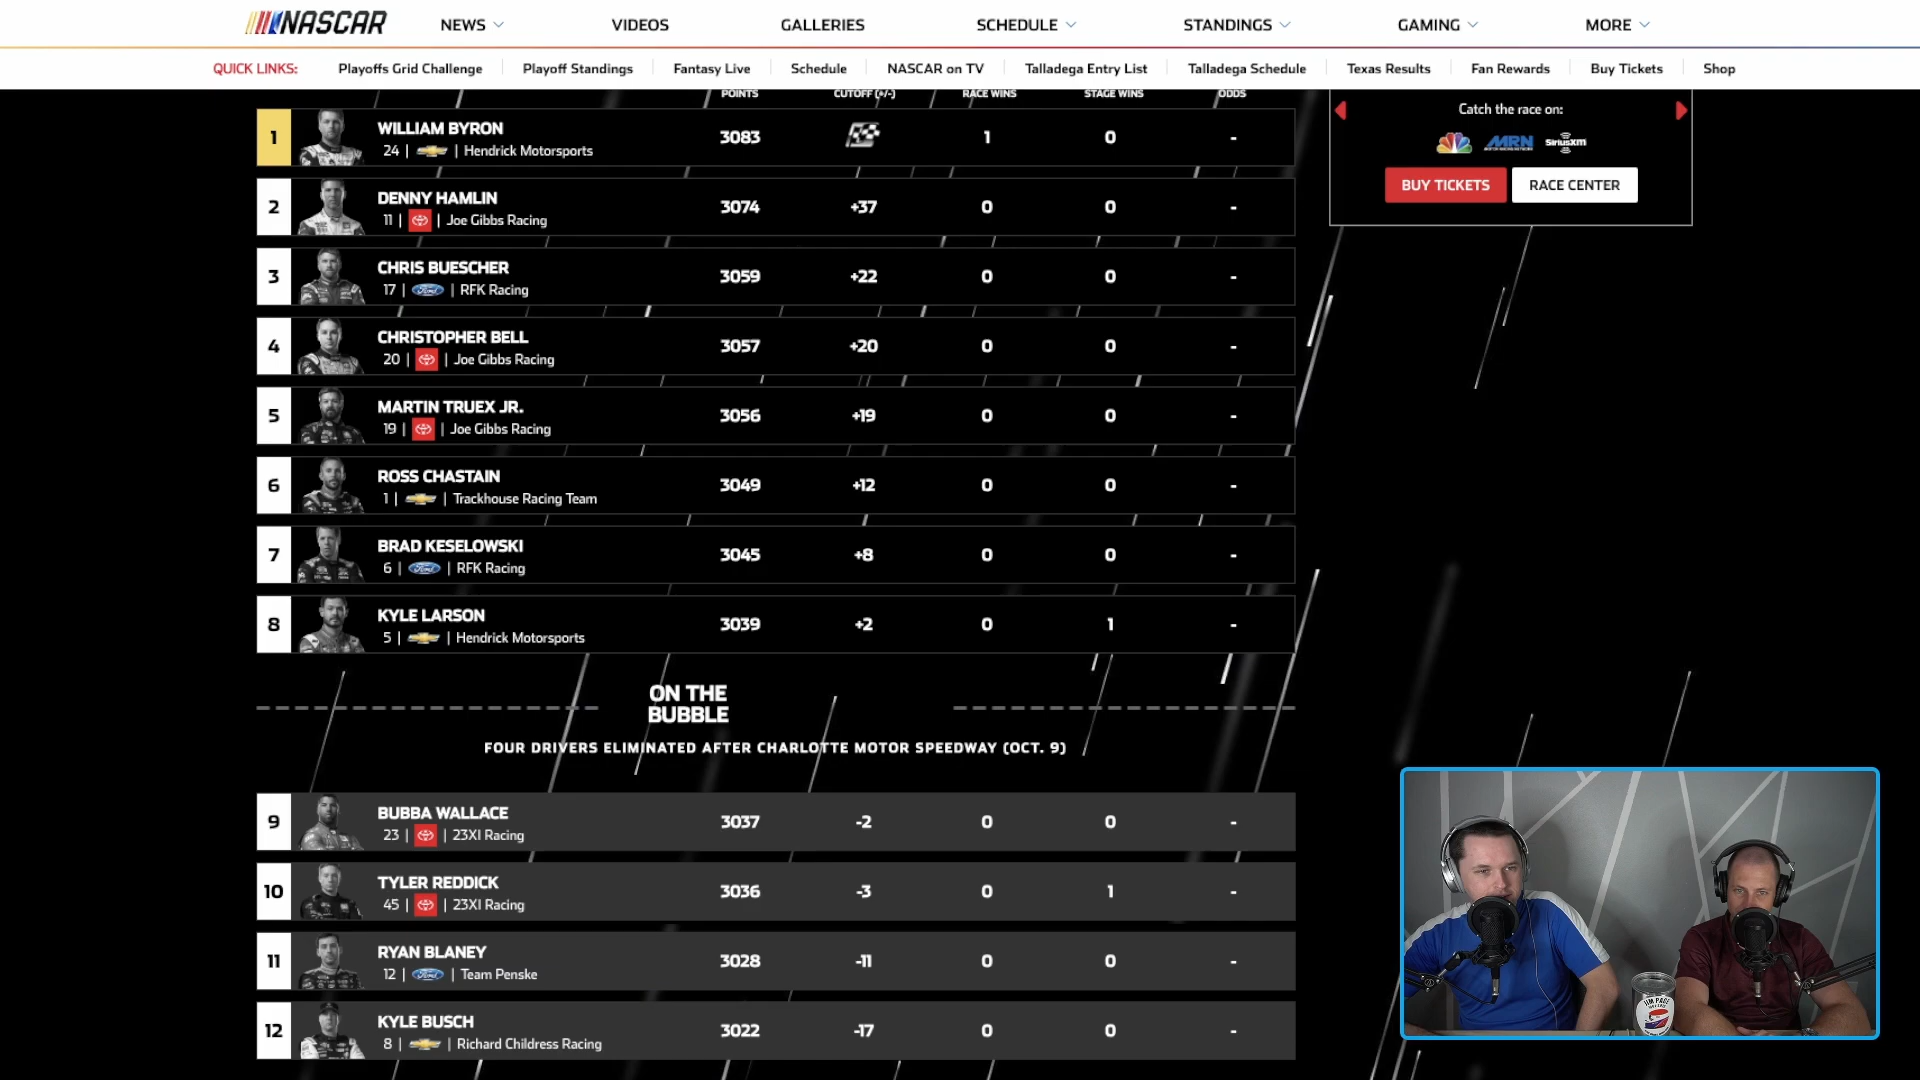 NASCAR
NEWS
VIDEOS
GALLERIES
SCHEDULE
STANDINGS
GAMING
MORE
QUICK LINKS:
Playoffs Grid Challenge
Playoff Standings
Fantasy Live
Schedule
NASCAR on TV
Talladega Entry List
Talladega Schedule
Texas Results
Fan Rewards
Buy Tickets
Shop
POINTS CUTOFF (+/-) RACE WINS STAGE WINS ODDS
1 WILLIAM BYRON 3083 1 0 -
24 | | Hendrick Motorsports
2 DENNY HAMLIN 3074 +37 0 0 -
11 | | Joe Gibbs Racing
3 CHRIS BUESCHER 3059 +22 0 0 -
17 | Ford | RFK Racing
4 CHRISTOPHER BELL 3057 +20 0 0 -
20 | | Joe Gibbs Racing
5 MARTIN TRUEX JR. 3056 +19 0 0 -
19 | | Joe Gibbs Racing
6 ROSS CHASTAIN 3049 +12 0 0 -
1 | | Trackhouse Racing Team
7 BRAD KESELOWSKI 3045 +8 0 0 -
6 | Ford | RFK Racing
8 KYLE LARSON 3039 +2 0 1 -
5 | | Hendrick Motorsports
ON THE
BUBBLE
FOUR DRIVERS ELIMINATED AFTER CHARLOTTE MOTOR SPEEDWAY (OCT. 9)
9 BUBBA WALLACE 3037 -2 0 0 -
23 | | 23XI Racing
10 TYLER REDDICK 3036 -3 0 1 -
45 | | 23XI Racing
11 RYAN BLANEY 3028 -11 0 0 -
12 | Ford | Team Penske
12 KYLE BUSCH 3022 -17 0 0 -
8 | | Richard Childress Racing
Catch the race on:
MRN
SiriusXM
BUY TICKETS
RACE CENTER
JIM PAGE